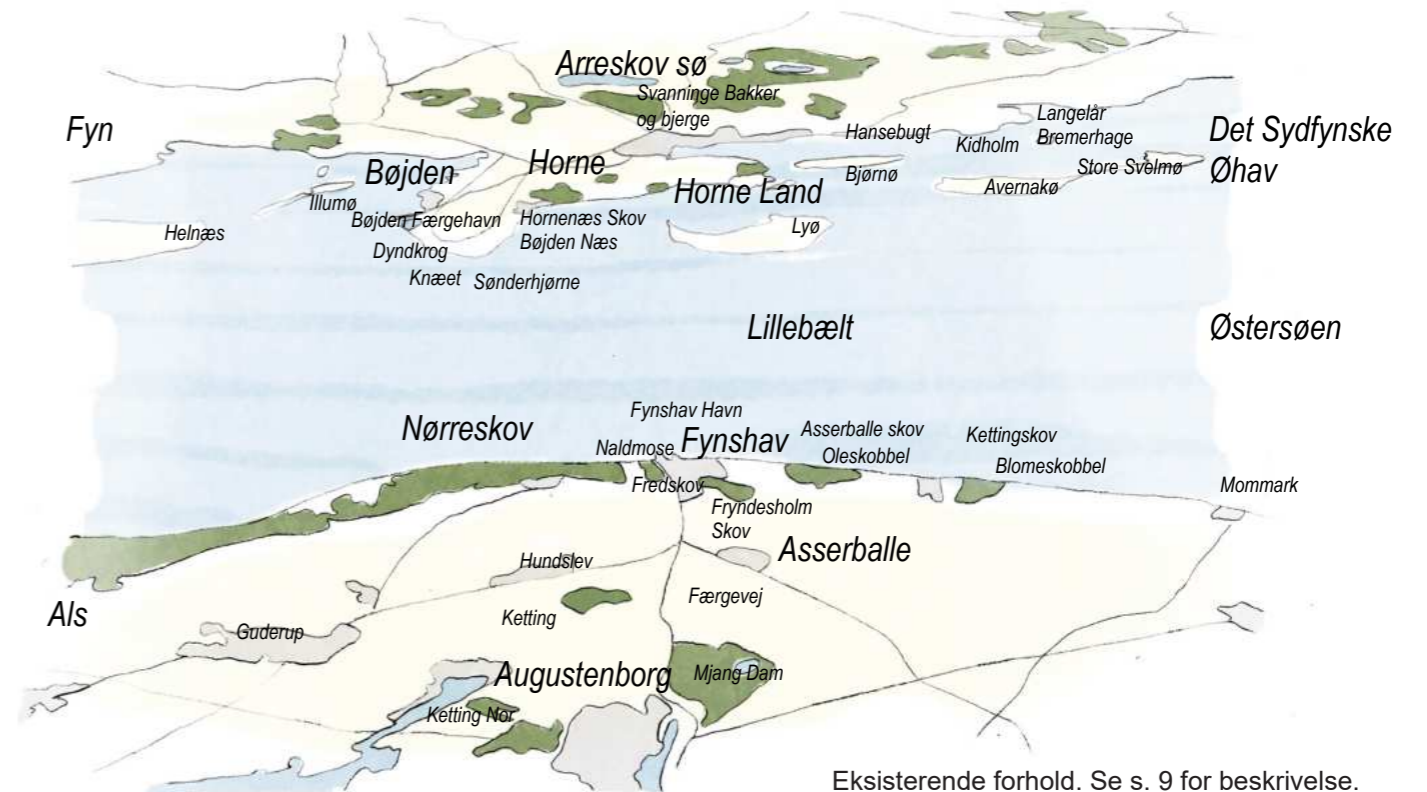 Arreskov sø
Svanninge Bakker
og bjerge
Fyn
Langelår
Bremerhage
Hansebugt
Kidholm
Det Sydfynske
Øhav
Store Svelmø
Bøjden
Horne
Horne Land
Bjørnø
Avernakø
Illumø
Bøjden Færgehavn
Hornenæs Skov
Bøjden Næs
Lyø
Helnæs
Dyndkrog
Knæet
Sønderhjørne
Lillebælt
Østersøen
Nørreskov
Fynshav Havn
Naldmose
Fynshav
Asserballe skov
Oleskobbel
Kettingskov
Blomeskobbel
Fredskov
Mommark
Fryndesholm
Skov
Asserballe
Hundslev
Færgevej
Als
Ketting
Guderup
Augustenborg
Mjang Dam
Ketting Nor
Eksisterende forhold. Se s. 9 for beskrivelse.